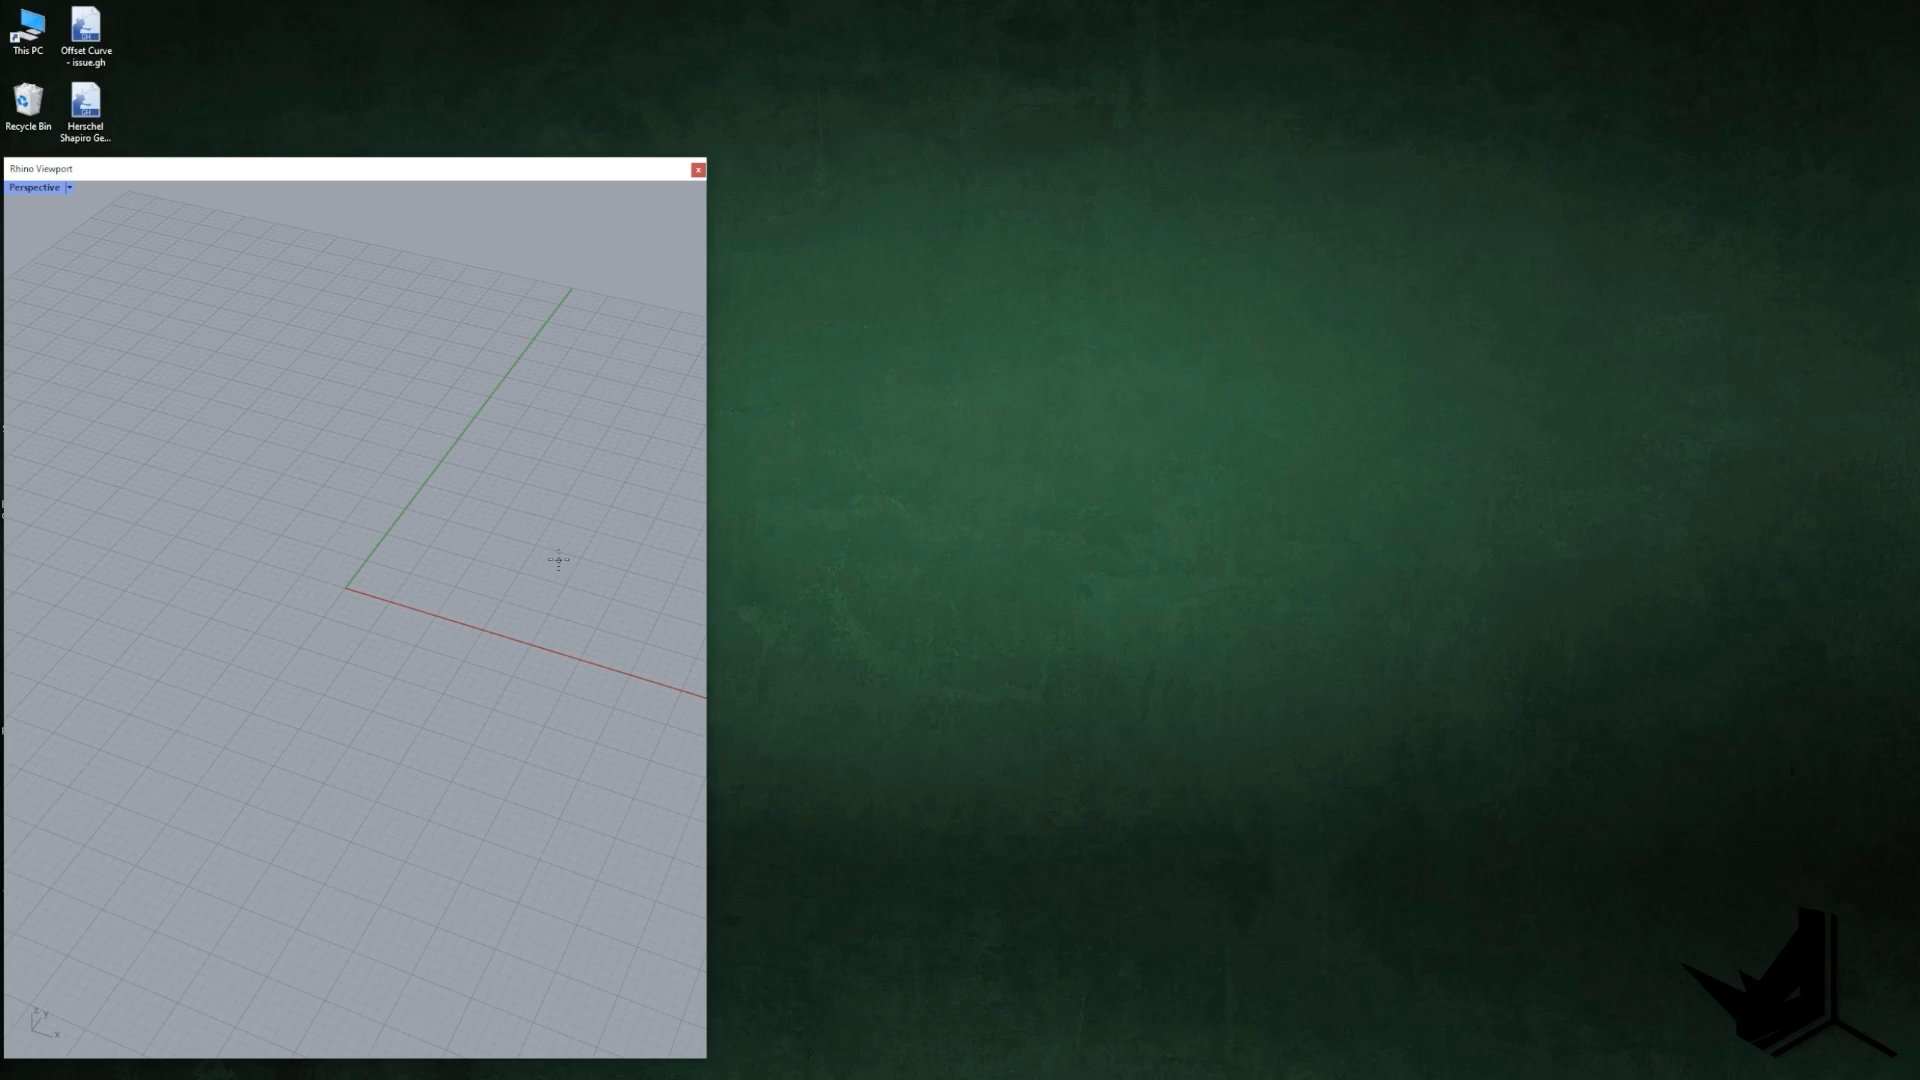 This PC
Offset Curve
- issue.gh
Recycle Bin
Herschel
Shapiro Ge...
Rhino Viewport
x
Perspective
z
y
x